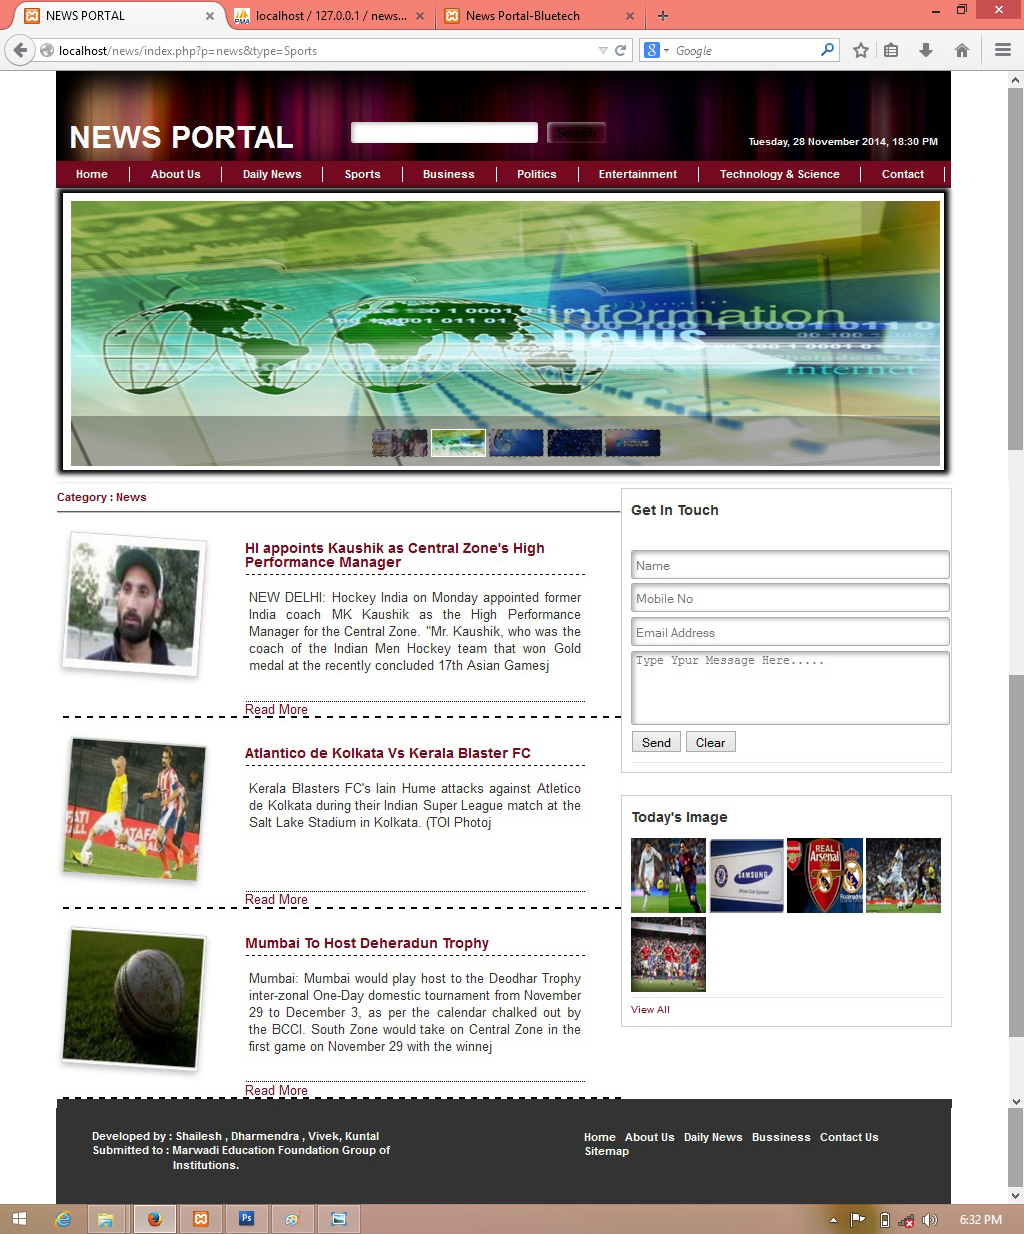 NEWS PORTAL
localhost / 127.0.0.1 / news...
News Portal-Bluetech
localhost/news/index.php?p=news&type=Sports
Google
NEWS PORTAL
Search
Tuesday, 28 November 2014, 18:30 PM
Home About Us Daily News Sports Business Politics Entertainment Technology & Science Contact
information
news
internet
NEWS
Category : News
HI appoints Kaushik as Central Zone's High
Performance Manager
NEW DELHI: Hockey India on Monday appointed former
India coach MK Kaushik as the High Performance
Manager for the Central Zone. "Mr. Kaushik, who was the
coach of the Indian Men Hockey team that won Gold
medal at the recently concluded 17th Asian Gamesj
Read More
Atlantico de Kolkata Vs Kerala Blaster FC
Kerala Blasters FC's Iain Hume attacks against Atletico
de Kolkata during their Indian Super League match at the
Salt Lake Stadium in Kolkata. (TOI Photoj
Read More
Mumbai To Host Deheradun Trophy
Mumbai: Mumbai would play host to the Deodhar Trophy
inter-zonal One-Day domestic tournament from November
29 to December 3, as per the calendar chalked out by
the BCCI. South Zone would take on Central Zone in the
first game on November 29 with the winnej
Read More
Get In Touch
Name
Mobile No
Email Address
Type Ypur Message Here.....
Send Clear
Today's Image
SAMSUNG
REAL
Arsenal
View All
Developed by : Shailesh , Dharmendra , Vivek, Kuntal
Submitted to : Marwadi Education Foundation Group of
Institutions.
Home About Us Daily News Bussiness Contact Us
Sitemap
6:32 PM